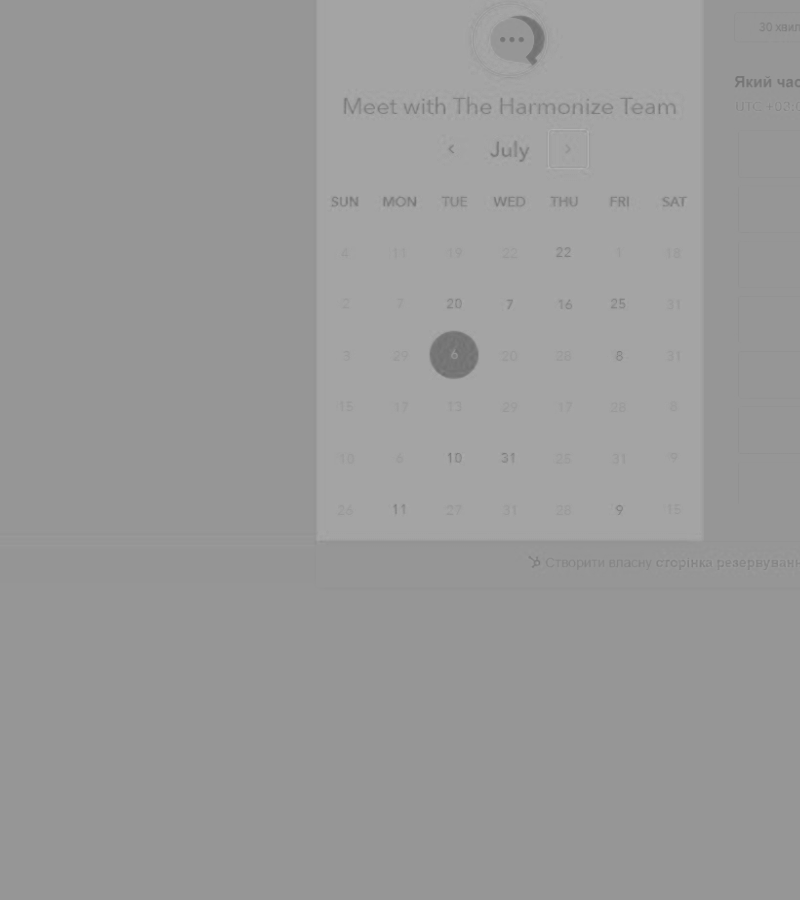 30 хвил
Meet with The Harmonize Team
Який час
UTC +02:0
July
SUN MON TUE WED THU FRI SAT
4 11 19 22 22 1 18
2 7 20 7 16 25 31
3 29 6 20 28 8 31
15 17 13 29 17 28 8
10 6 10 31 25 31 9
26 11 27 31 28 9 15
Створити власну сторінка резервуванн